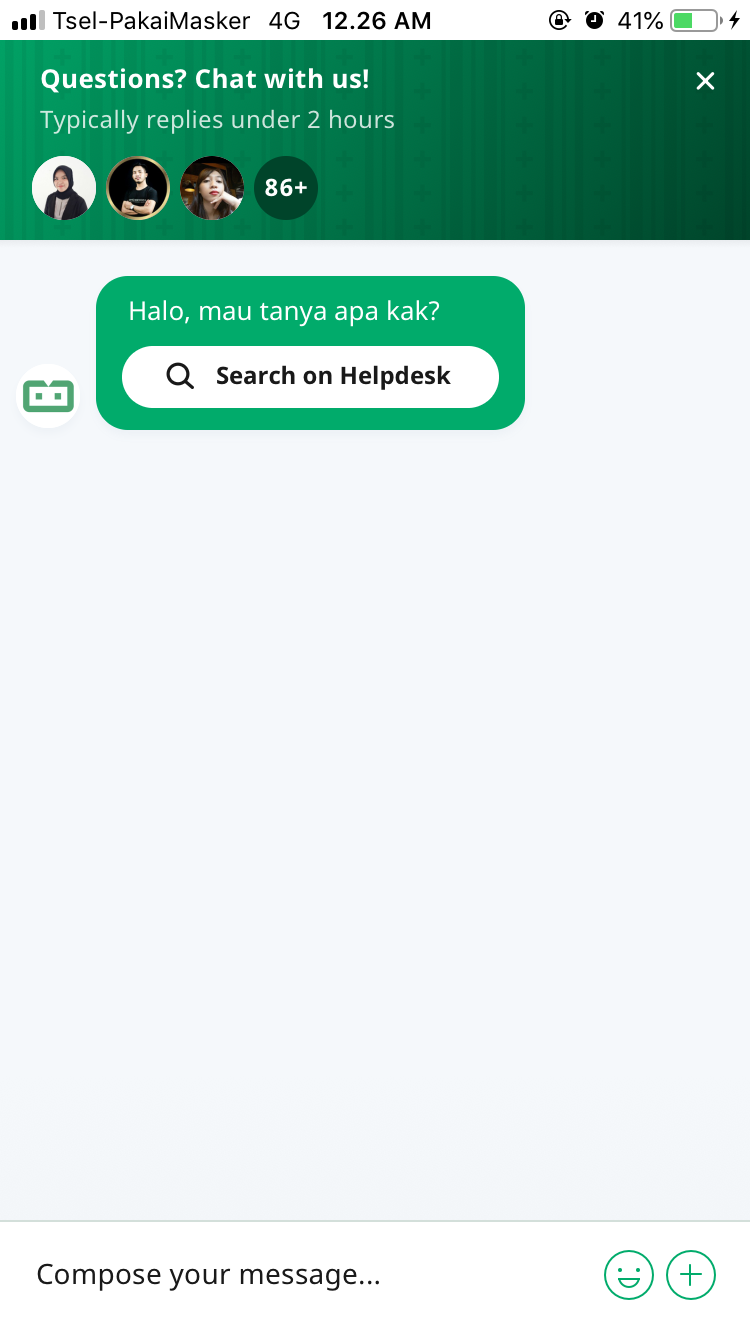 Tsel-PakaiMasker 4G 12.26 AM 41%
Questions? Chat with us!
Typically replies under 2 hours
86+
Halo, mau tanya apa kak?
Search on Helpdesk
Compose your message...